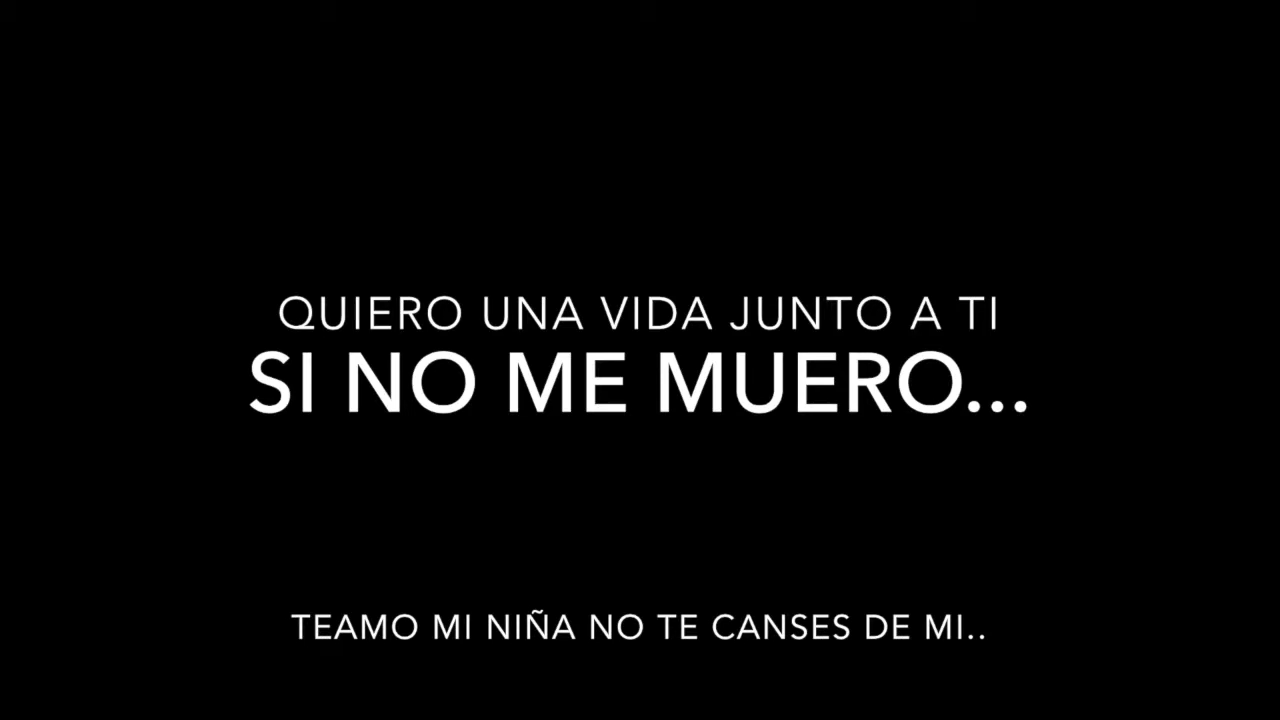 QUIERO UNA VIDA JUNTO A TI
SI NO ME MUERO...
TEAMO MI NIÑA NO TE CANSES DE MI..